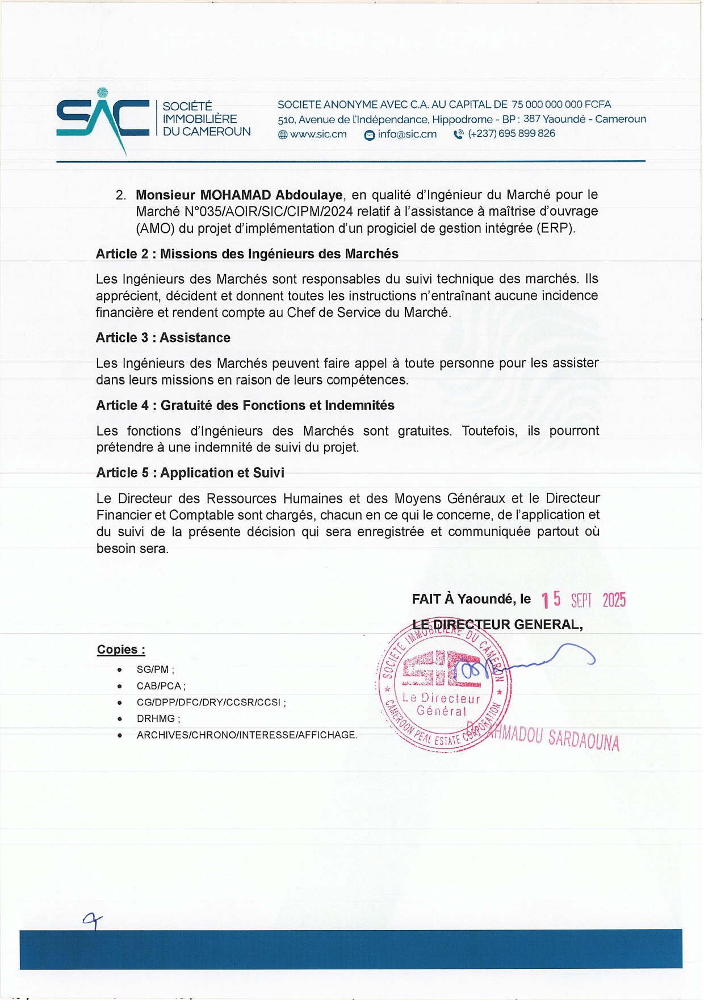 SAC
SOCIÉTÉ
IMMOBILIÈRE
DU CAMEROUN
SOCIETE ANONYME AVEC C.A. AU CAPITAL DE 75 000 000 000 FCFA
510, Avenue de l'Indépendance, Hippodrome - BP : 387 Yaoundé - Cameroun
www.sic.cm info@sic.cm (+237) 695 899 826
2. Monsieur MOHAMAD Abdoulaye, en qualité d’Ingénieur du Marché pour le
Marché N°035/AOIR/SIC/CIPM/2024 relatif à l’assistance à maîtrise d’ouvrage
(AMO) du projet d’implémentation d’un progiciel de gestion intégrée (ERP).
Article 2 : Missions des Ingénieurs des Marchés
Les Ingénieurs des Marchés sont responsables du suivi technique des marchés. Ils
apprécient, décident et donnent toutes les instructions n’entraînant aucune incidence
financière et rendent compte au Chef de Service du Marché.
Article 3 : Assistance
Les Ingénieurs des Marchés peuvent faire appel à toute personne pour les assister
dans leurs missions en raison de leurs compétences.
Article 4 : Gratuité des Fonctions et Indemnités
Les fonctions d’Ingénieurs des Marchés sont gratuites. Toutefois, ils pourront
prétendre à une indemnité de suivi du projet.
Article 5 : Application et Suivi
Le Directeur des Ressources Humaines et des Moyens Généraux et le Directeur
Financier et Comptable sont chargés, chacun en ce qui le concerne, de l’application et
du suivi de la présente décision qui sera enregistrée et communiquée partout où
besoin sera.
FAIT À Yaoundé, le 15 SEPT 2025
LE DIRECTEUR GENERAL,
SOCIETE IMMOBILIERE DU CAMEROUN
Le Directeur
Général
CAMEROON REAL ESTATE CORPORATION
AHMADOU SARDAOUNA
Copies :
• SG/PM ;
• CAB/PCA ;
• CG/DPP/DFC/DRY/CCSR/CCSI ;
• DRHMG ;
• ARCHIVES/CHRONO/INTERESSE/AFFICHAGE.